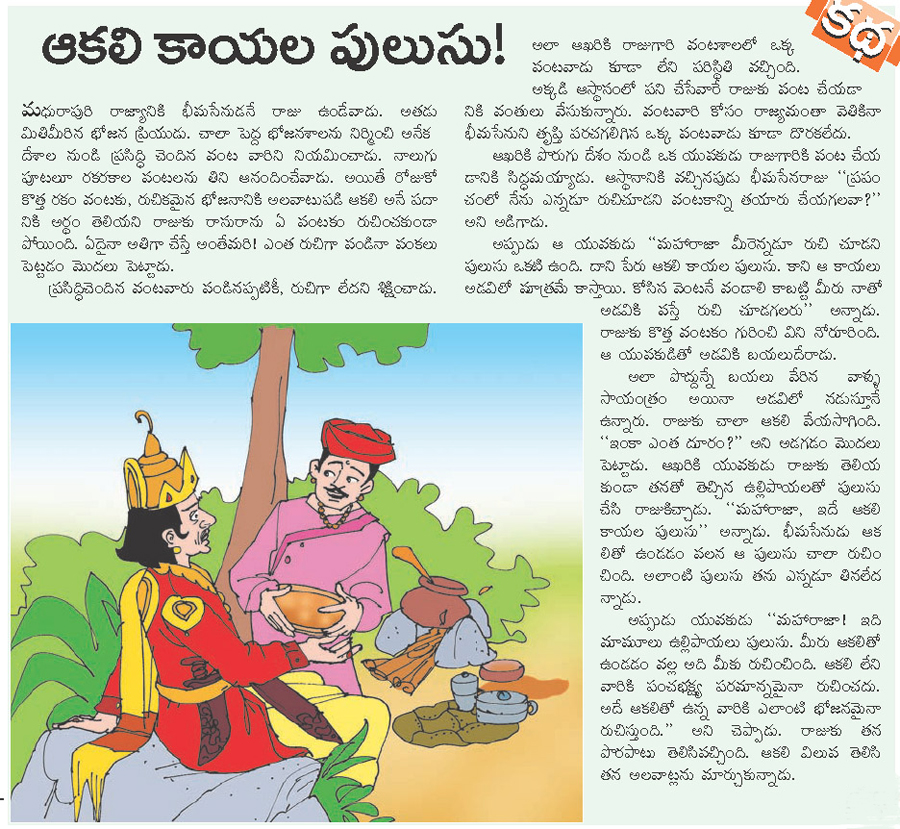 కథ
ఆకలి కాయల పులుసు!
మధురాపురి రాజ్యానికి భీమసేనుడనే రాజు ఉండేవాడు. అతడు
మితిమీరిన భోజన ప్రియుడు. చాలా పెద్ద భోజనశాలను నిర్మించి అనేక
దేశాల నుండి ప్రసిద్ధి చెందిన వంట వారిని నియమించాడు. నాలుగు
పూటలూ రకరకాల వంటలను తిని ఆనందించేవాడు. అయితే రోజుకో
కొత్త రకం వంటకు, రుచికమైన భోజనానికి అలవాటుపడి ఆకలి అనే పదా
నికి అర్థం తెలియని రాజుకు రానురాను ఏ వంటకం రుచించకుండా
పోయింది. ఏదైనా అతిగా చేస్తే అంతేమరి! ఎంత రుచిగా వండినా వంకలు
పెట్టడం మొదలు పెట్టాడు.
ప్రసిద్ధిచెందిన వంటవారు వండినప్పటికీ, రుచిగా లేదని శిక్షించాడు.
అలా ఆఖరికి రాజుగారి వంటశాలలో ఒక్క
వంటవాడు కూడా లేని పరిస్థితి వచ్చింది.
అక్కడి ఆస్థానంలో పని చేసేవారే రాజుకు వంట చేయడా
నికి వంతులు వేసుకున్నారు. వంటవారి కోసం రాజ్యమంతా వెతికినా
భీమసేనుని తృప్తి పరచగలిగిన ఒక్క వంటవాడు కూడా దొరకలేదు.
ఆఖరికి పొరుగు దేశం నుండి ఒక యువకుడు రాజుగారికి వంట చేయ
డానికి సిద్ధమయ్యాడు. ఆస్థానానికి వచ్చినపుడు భీమసేనరాజు ‘‘ప్రపం
చంలో నేను ఎన్నడూ రుచిచూడని వంటకాన్ని తయారు చేయగలవా?’’
అని అడిగాడు.
అప్పుడు ఆ యువకుడు ‘‘మహారాజా మీరెన్నడూ రుచి చూడని
పులుసు ఒకటి ఉంది. దాని పేరు ఆకలి కాయల పులుసు. కాని ఆ కాయలు
అడవిలో మాత్రమే కాస్తాయి. కోసిన వెంటనే వండాలి కాబట్టి మీరు నాతో
అడవికి వస్తే రుచి చూడగలరు’’ అన్నాడు.
రాజుకు కొత్త వంటకం గురించి విని నోరూరింది.
ఆ యువకుడితో అడవికి బయలుదేరాడు.
అలా పొద్దున్నే బయలు వేరిన వాళ్ళు
సాయంత్రం అయినా అడవిలో నడుస్తూనే
ఉన్నారు. రాజుకు చాలా ఆకలి వేయసాగింది.
‘‘ఇంకా ఎంత దూరం?’’ అని అడగడం మొదలు
పెట్టాడు. ఆఖరికి యువకుడు రాజుకు తెలియ
కుండా తనతో తెచ్చిన ఉల్లిపాయలతో పులుసు
చేసి రాజుకిచ్చాడు. ‘‘మహారాజా, ఇదే ఆకలి
కాయల పులుసు’’ అన్నాడు. భీమసేనుడు ఆక
లితో ఉండడం వలన ఆ పులుసు చాలా రుచిం
చింది. అలాంటి పులుసు తను ఎన్నడూ తినలేద
న్నాడు.
అప్పుడు యువకుడు ‘‘మహారాజా! ఇది
మామూలు ఉల్లిపాయలు పులుసు. మీరు ఆకలితో
ఉండడం వల్ల అది మీకు రుచించింది. ఆకలి లేని
వారికి పంచభక్ష్య పరమాన్నమైనా రుచించదు.
అదే ఆకలితో ఉన్న వారికి ఎలాంటి భోజనమైనా
రుచిస్తుంది.’’ అని చెప్పాడు. రాజుకు తన
పొరపాటు తెలిసివచ్చింది. ఆకలి విలువ తెలిసి
తన అలవాట్లను మార్చుకున్నాడు.